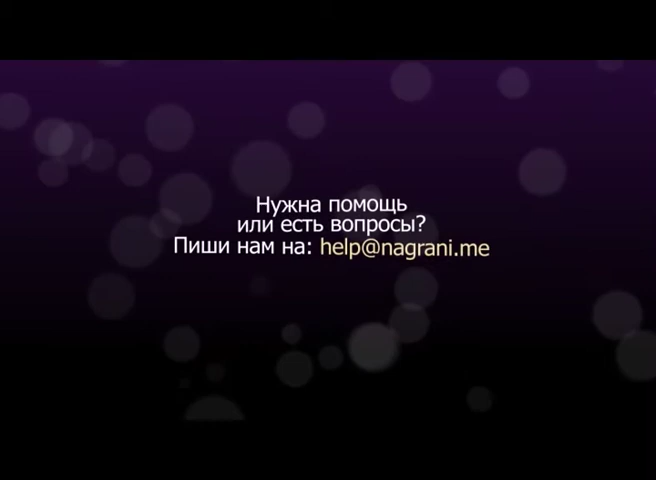 Нужна помощь
или есть вопросы?
Пиши нам на: help@nagrani.me